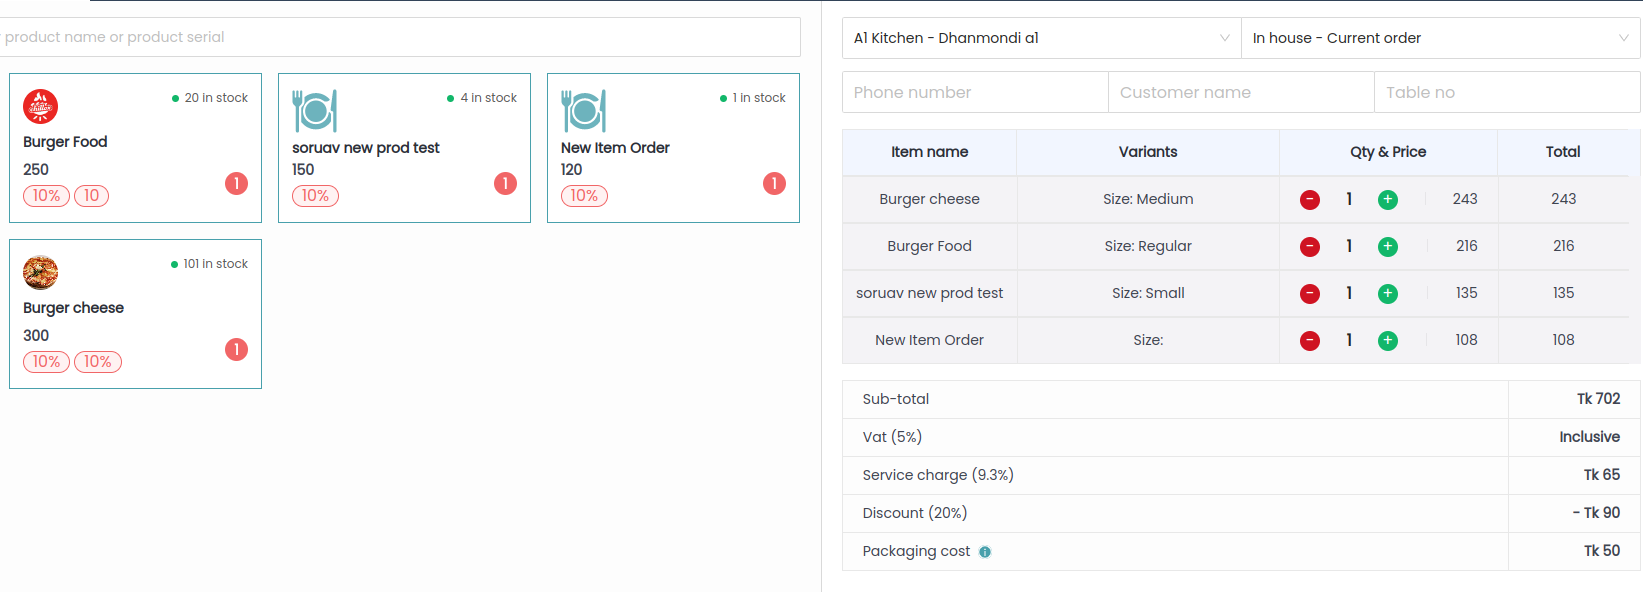 product name or product serial
20 in stock
Burger Food
250
10% 10
1
4 in stock
soruav new prod test
150
10%
1
1 in stock
New Item Order
120
10%
1
101 in stock
Burger cheese
300
10% 10%
1
A1 Kitchen - Dhanmondi a1
In house - Current order
Phone number
Customer name
Table no
Item name Variants Qty & Price Total
Burger cheese Size: Medium - 1 + 243 243
Burger Food Size: Regular - 1 + 216 216
soruav new prod test Size: Small - 1 + 135 135
New Item Order Size: - 1 + 108 108
Sub-total Tk 702
Vat (5%) Inclusive
Service charge (9.3%) Tk 65
Discount (20%) - Tk 90
Packaging cost i Tk 50